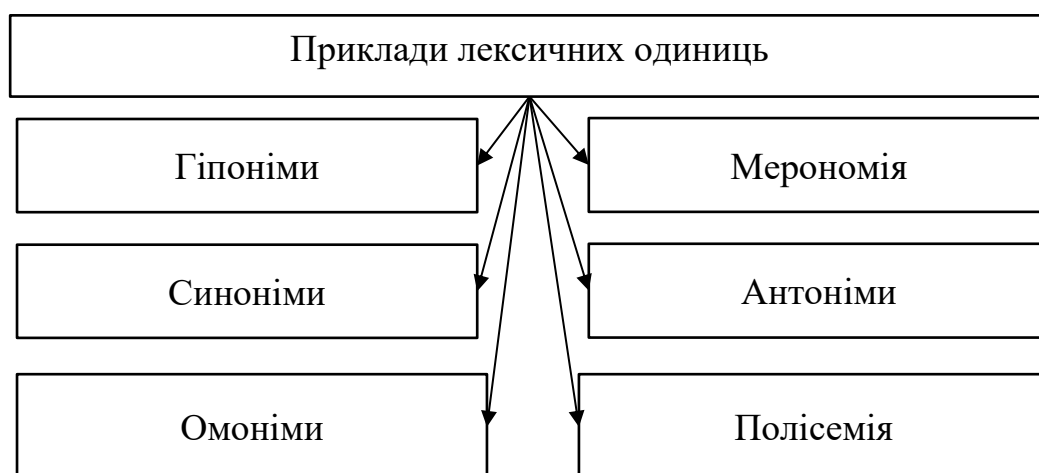 Приклади лексичних одиниць
Гіпоніми
Мерономія
Синоніми
Антоніми
Омоніми
Полісемія